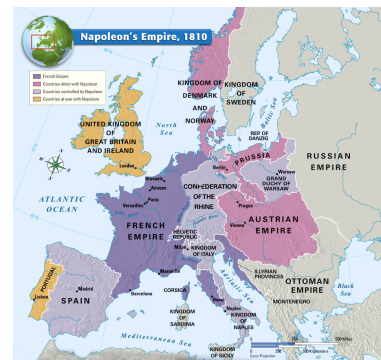 Napoleon's Empire, 1810
French Empire
Countries allied with Napoleon
Countries controlled by Napoleon
Countries at war with Napoleon
KINGDOM OF
DENMARK
AND
NORWAY
KINGDOM
OF
SWEDEN
UNITED KINGDOM
OF
GREAT BRITAIN
AND IRELAND
London
North
Sea
Baltic Sea
REP. OF
DANZIG
RUSSIAN
EMPIRE
PRUSSIA
Berlin
Warsaw
GRAND
DUCHY OF
WARSAW
Brussels
Amiens
Paris
Versailles
CONFEDERATION
OF THE
RHINE
Prague
Vienna
AUSTRIAN
EMPIRE
ATLANTIC
OCEAN
FRENCH
EMPIRE
HELVETIC
REPUBLIC
Milan
KINGDOM
OF ITALY
Marseille
ILLYRIAN
PROVINCES
OTTOMAN
EMPIRE
MONTENEGRO
Black
Sea
Adriatic Sea
PORTUGAL
Lisbon
Madrid
SPAIN
Barcelona
CORSICA
Rome
Naples
KINGDOM
OF
NAPLES
KINGDOM
OF
SARDINIA
KINGDOM
OF SICILY
Mediterranean Sea